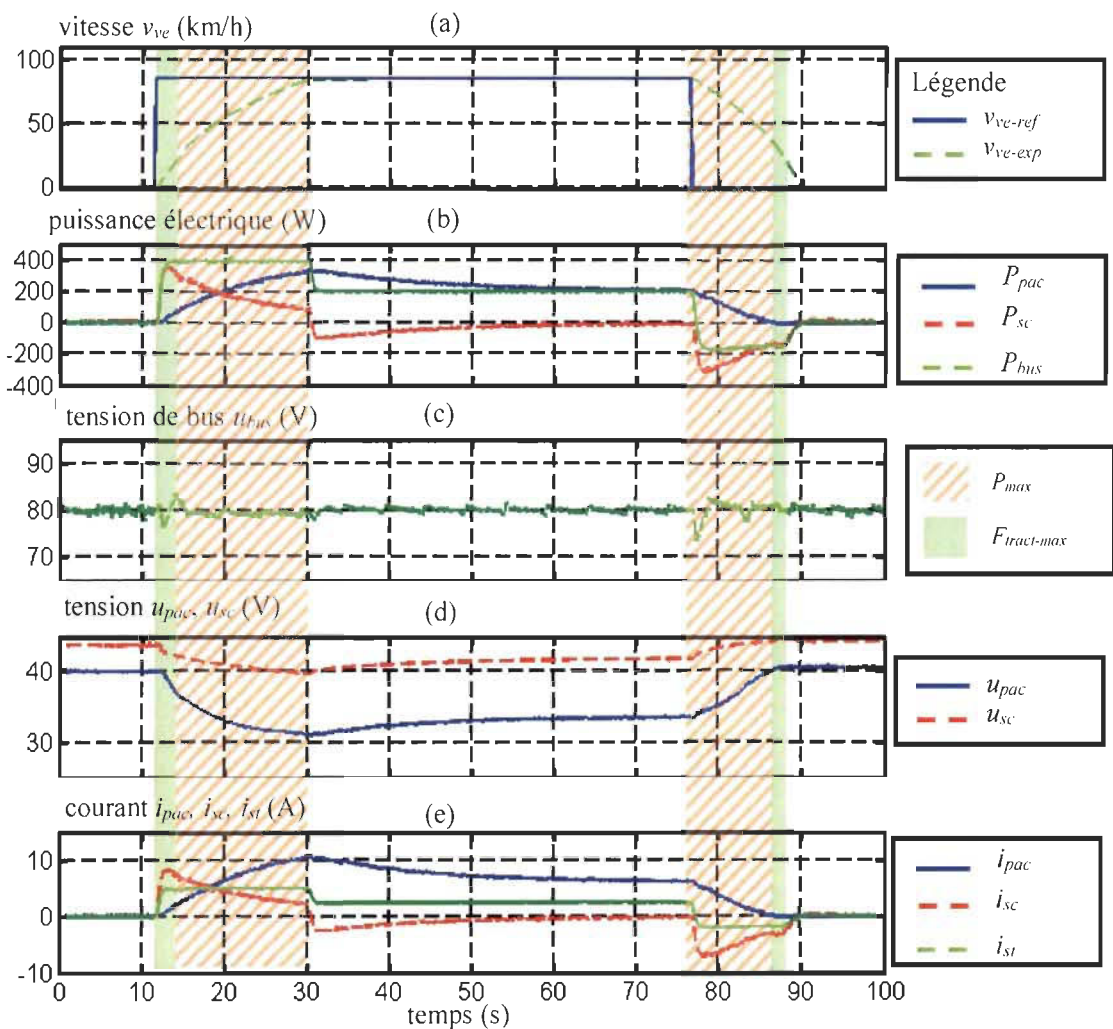 vitesse vve (km/h) (a)
100
50
0
Légende
vve-ref
vve-exp
puissance électrique (W) (b)
400
200
0
-200
-400
Ppac
Psc
Pbus
tension de bus ubus (V) (c)
90
80
70
Pmax
Ftract-max
tension upac, usc (V) (d)
40
30
upac
usc
courant ipac, isc, ist (A) (e)
10
0
-10
ipac
isc
ist
0 10 20 30 40 50 60 70 80 90 100
temps (s)